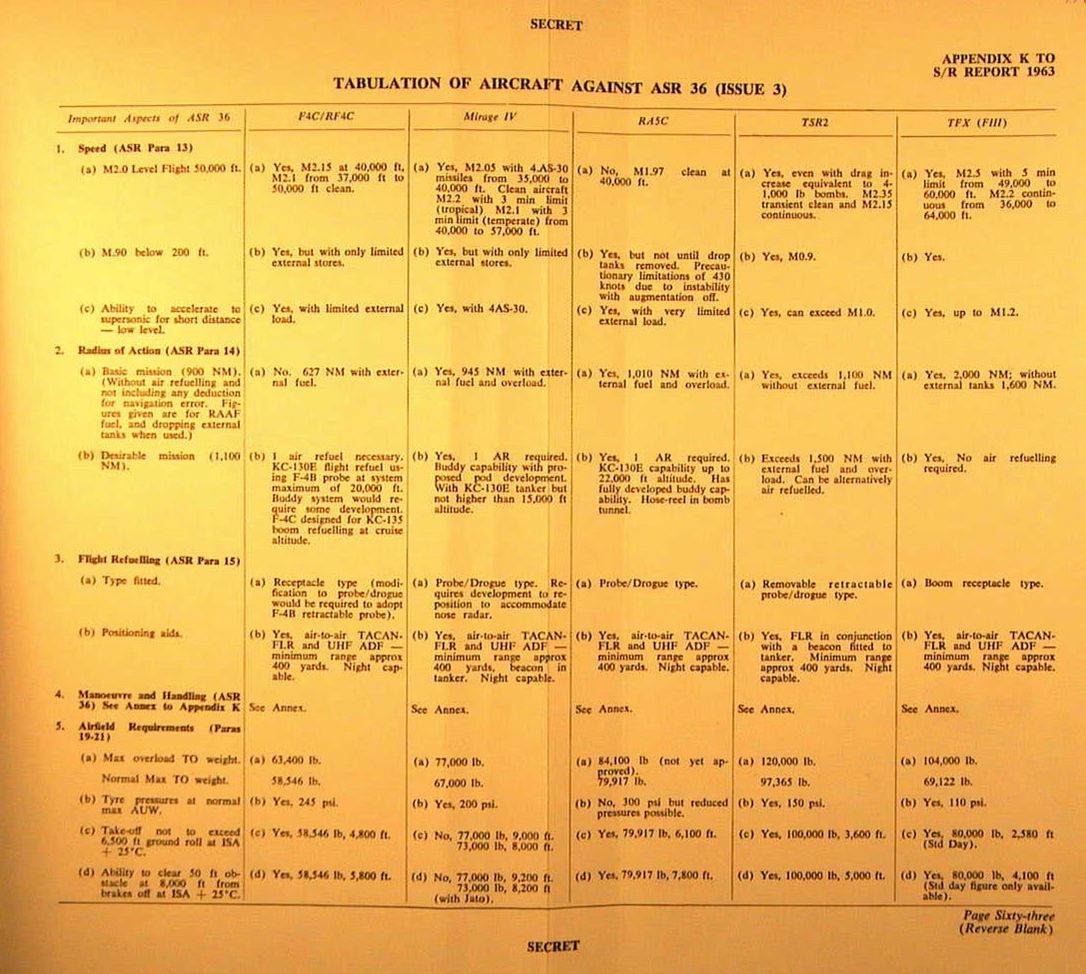 SECRET
APPENDIX K TO
S/R REPORT 1963
TABULATION OF AIRCRAFT AGAINST ASR 36 (ISSUE 3)
Important Aspects of ASR 36
F4C/RF4C
Mirage IV
RA5C
TSR2
TFX (FIII)
1. Speed (ASR Para 13)
(a) M2.0 Level Flight 50,000 ft.
(a) Yes, M2.15 at 40,000 ft,
M2.1 from 37,000 ft to
50,000 ft clean.
(a) Yes, M2.05 with 4.AS-30
missiles from 35,000 to
40,000 ft. Clean aircraft
M2.2 with 3 min limit
(tropical) M2.1 with 3
min limit (temperate) from
40,000 to 57,000 ft.
(a) No, M1.97 clean at
40,000 ft.
(a) Yes, even with drag in-
crease equivalent to 4-
1,000 lb bombs. M2.35
transient clean and M2.15
continuous.
(a) Yes, M2.5 with 5 min
limit from 49,000 to
60,000 ft. M2.2 contin-
uous from 36,000 to
64,000 ft.
(b) M.90 below 200 ft.
(b) Yes, but with only limited
external stores.
(b) Yes, but with only limited
external stores.
(b) Yes, but not until drop
tanks removed. Precau-
tionary limitations of 430
knots due to instability
with augmentation off.
(b) Yes, M0.9.
(b) Yes.
(c) Ability to accelerate to
supersonic for short distance
— low level.
(c) Yes, with limited external
load.
(c) Yes, with 4AS-30.
(c) Yes, with very limited
external load.
(c) Yes, can exceed M1.0.
(c) Yes, up to M1.2.
2. Radius of Action (ASR Para 14)
(a) Basic mission (900 NM).
(Without air refuelling and
not including any deduction
for navigation error. Fig-
ures given are for RAAF
fuel, and dropping external
tanks when used.)
(a) No. 627 NM with exter-
nal fuel.
(a) Yes, 945 NM with exter-
nal fuel and overload.
(a) Yes, 1,010 NM with ex-
ternal fuel and overload.
(a) Yes, exceeds 1,100 NM
without external fuel.
(a) Yes, 2,000 NM; without
external tanks 1,600 NM.
(b) Desirable mission (1,100
NM).
(b) 1 air refuel necessary.
KC-130E flight refuel us-
ing F-4B probe at system
maximum of 20,000 ft.
Buddy system would re-
quire some development.
F-4C designed for KC-135
boom refuelling at cruise
altitude.
(b) Yes, 1 AR required.
Buddy capability with pro-
posed pod development.
With KC-130E tanker but
not higher than 15,000 ft
altitude.
(b) Yes, 1 AR required.
KC-130E capability up to
22,000 ft altitude. Has
fully developed buddy cap-
ability. Hose-reel in bomb
tunnel.
(b) Exceeds 1,500 NM with
external fuel and over-
load. Can be alternatively
air refuelled.
(b) Yes, No air refuelling
required.
3. Flight Refuelling (ASR Para 15)
(a) Type fitted.
(a) Receptacle type (modi-
fication to probe/drogue
would be required to adopt
F-4B retractable probe).
(a) Probe/Drogue type. Re-
quires development to re-
position to accommodate
nose radar.
(a) Probe/Drogue type.
(a) Removable retractable
probe/drogue type.
(a) Boom receptacle type.
(b) Positioning aids.
(b) Yes, air-to-air TACAN-
FLR and UHF ADF —
minimum range approx
400 yards. Night cap-
able.
(b) Yes, air-to-air TACAN-
FLR and UHF ADF —
minimum range approx
400 yards, beacon in
tanker. Night capable.
(b) Yes, air-to-air TACAN-
FLR and UHF ADF —
minimum range approx
400 yards. Night capable.
(b) Yes, FLR in conjunction
with a beacon fitted to
tanker. Minimum range
approx 400 yards. Night
capable.
(b) Yes, air-to-air TACAN-
FLR and UHF ADF —
minimum range approx
400 yards. Night capable.
4. Manoeuvre and Handling (ASR
36) See Annex to Appendix K
See Annex.
See Annex.
See Annex.
See Annex.
See Annex.
5. Airfield Requirements (Paras
19-21)
(a) Max overload TO weight.
(a) 63,400 lb.
(a) 77,000 lb.
(a) 84,100 lb (not yet ap-
proved).
(a) 120,000 lb.
(a) 104,000 lb.
Normal Max TO weight.
58,546 lb.
67,000 lb.
79,917 lb.
97,365 lb.
69,122 lb.
(b) Tyre pressures at normal
max AUW.
(b) Yes, 245 psi.
(b) Yes, 200 psi.
(b) No, 300 psi but reduced
pressures possible.
(b) Yes, 150 psi.
(b) Yes, 110 psi.
(c) Take-off not to exceed
6,500 ft ground roll at ISA
+ 25°C.
(c) Yes, 58,546 lb, 4,800 ft.
(c) No, 77,000 lb, 9,000 ft.
73,000 lb, 8,000 ft.
(c) Yes, 79,917 lb, 6,100 ft.
(c) Yes, 100,000 lb, 3,600 ft.
(c) Yes, 80,000 lb, 2,580 ft
(Std Day).
(d) Ability to clear 50 ft ob-
stacle at 8,000 ft from
brakes off at ISA + 25°C.
(d) Yes, 58,546 lb, 5,800 ft.
(d) No, 77,000 lb, 9,200 ft.
73,000 lb, 8,200 ft
(with Jato).
(d) Yes, 79,917 lb, 7,800 ft.
(d) Yes, 100,000 lb, 5,000 ft.
(d) Yes, 80,000 lb, 4,100 ft
(Std day figure only avail-
able).
Page Sixty-three
(Reverse Blank)
SECRET